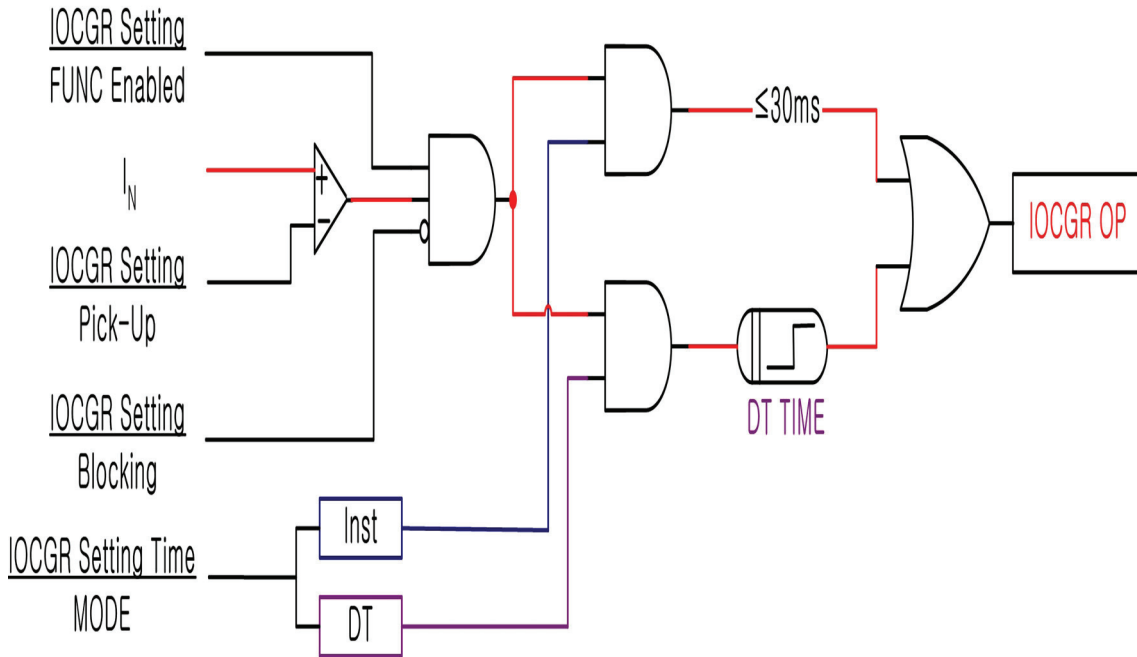 IOCGR Setting
FUNC Enabled
≤30ms
I_N
+
−
IOCGR OP
IOCGR Setting
Pick-Up
IOCGR Setting
Blocking
DT TIME
Inst
IOCGR Setting Time
MODE
DT